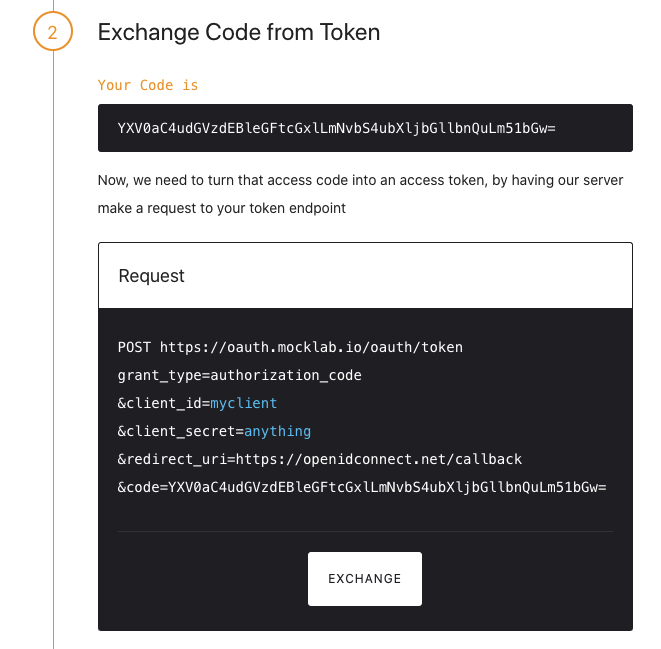 2
Exchange Code from Token
Your Code is
YXV0aC4udGVzdEBleGFtcGxlLmNvbS4ubXljbGllbnQuLm51bGw=
Now, we need to turn that access code into an access token, by having our server
make a request to your token endpoint
Request
POST https://oauth.mocklab.io/oauth/token
grant_type=authorization_code
&client_id=myclient
&client_secret=anything
&redirect_uri=https://openidconnect.net/callback
&code=YXV0aC4udGVzdEBleGFtcGxlLmNvbS4ubXljbGllbnQuLm51bGw=
EXCHANGE